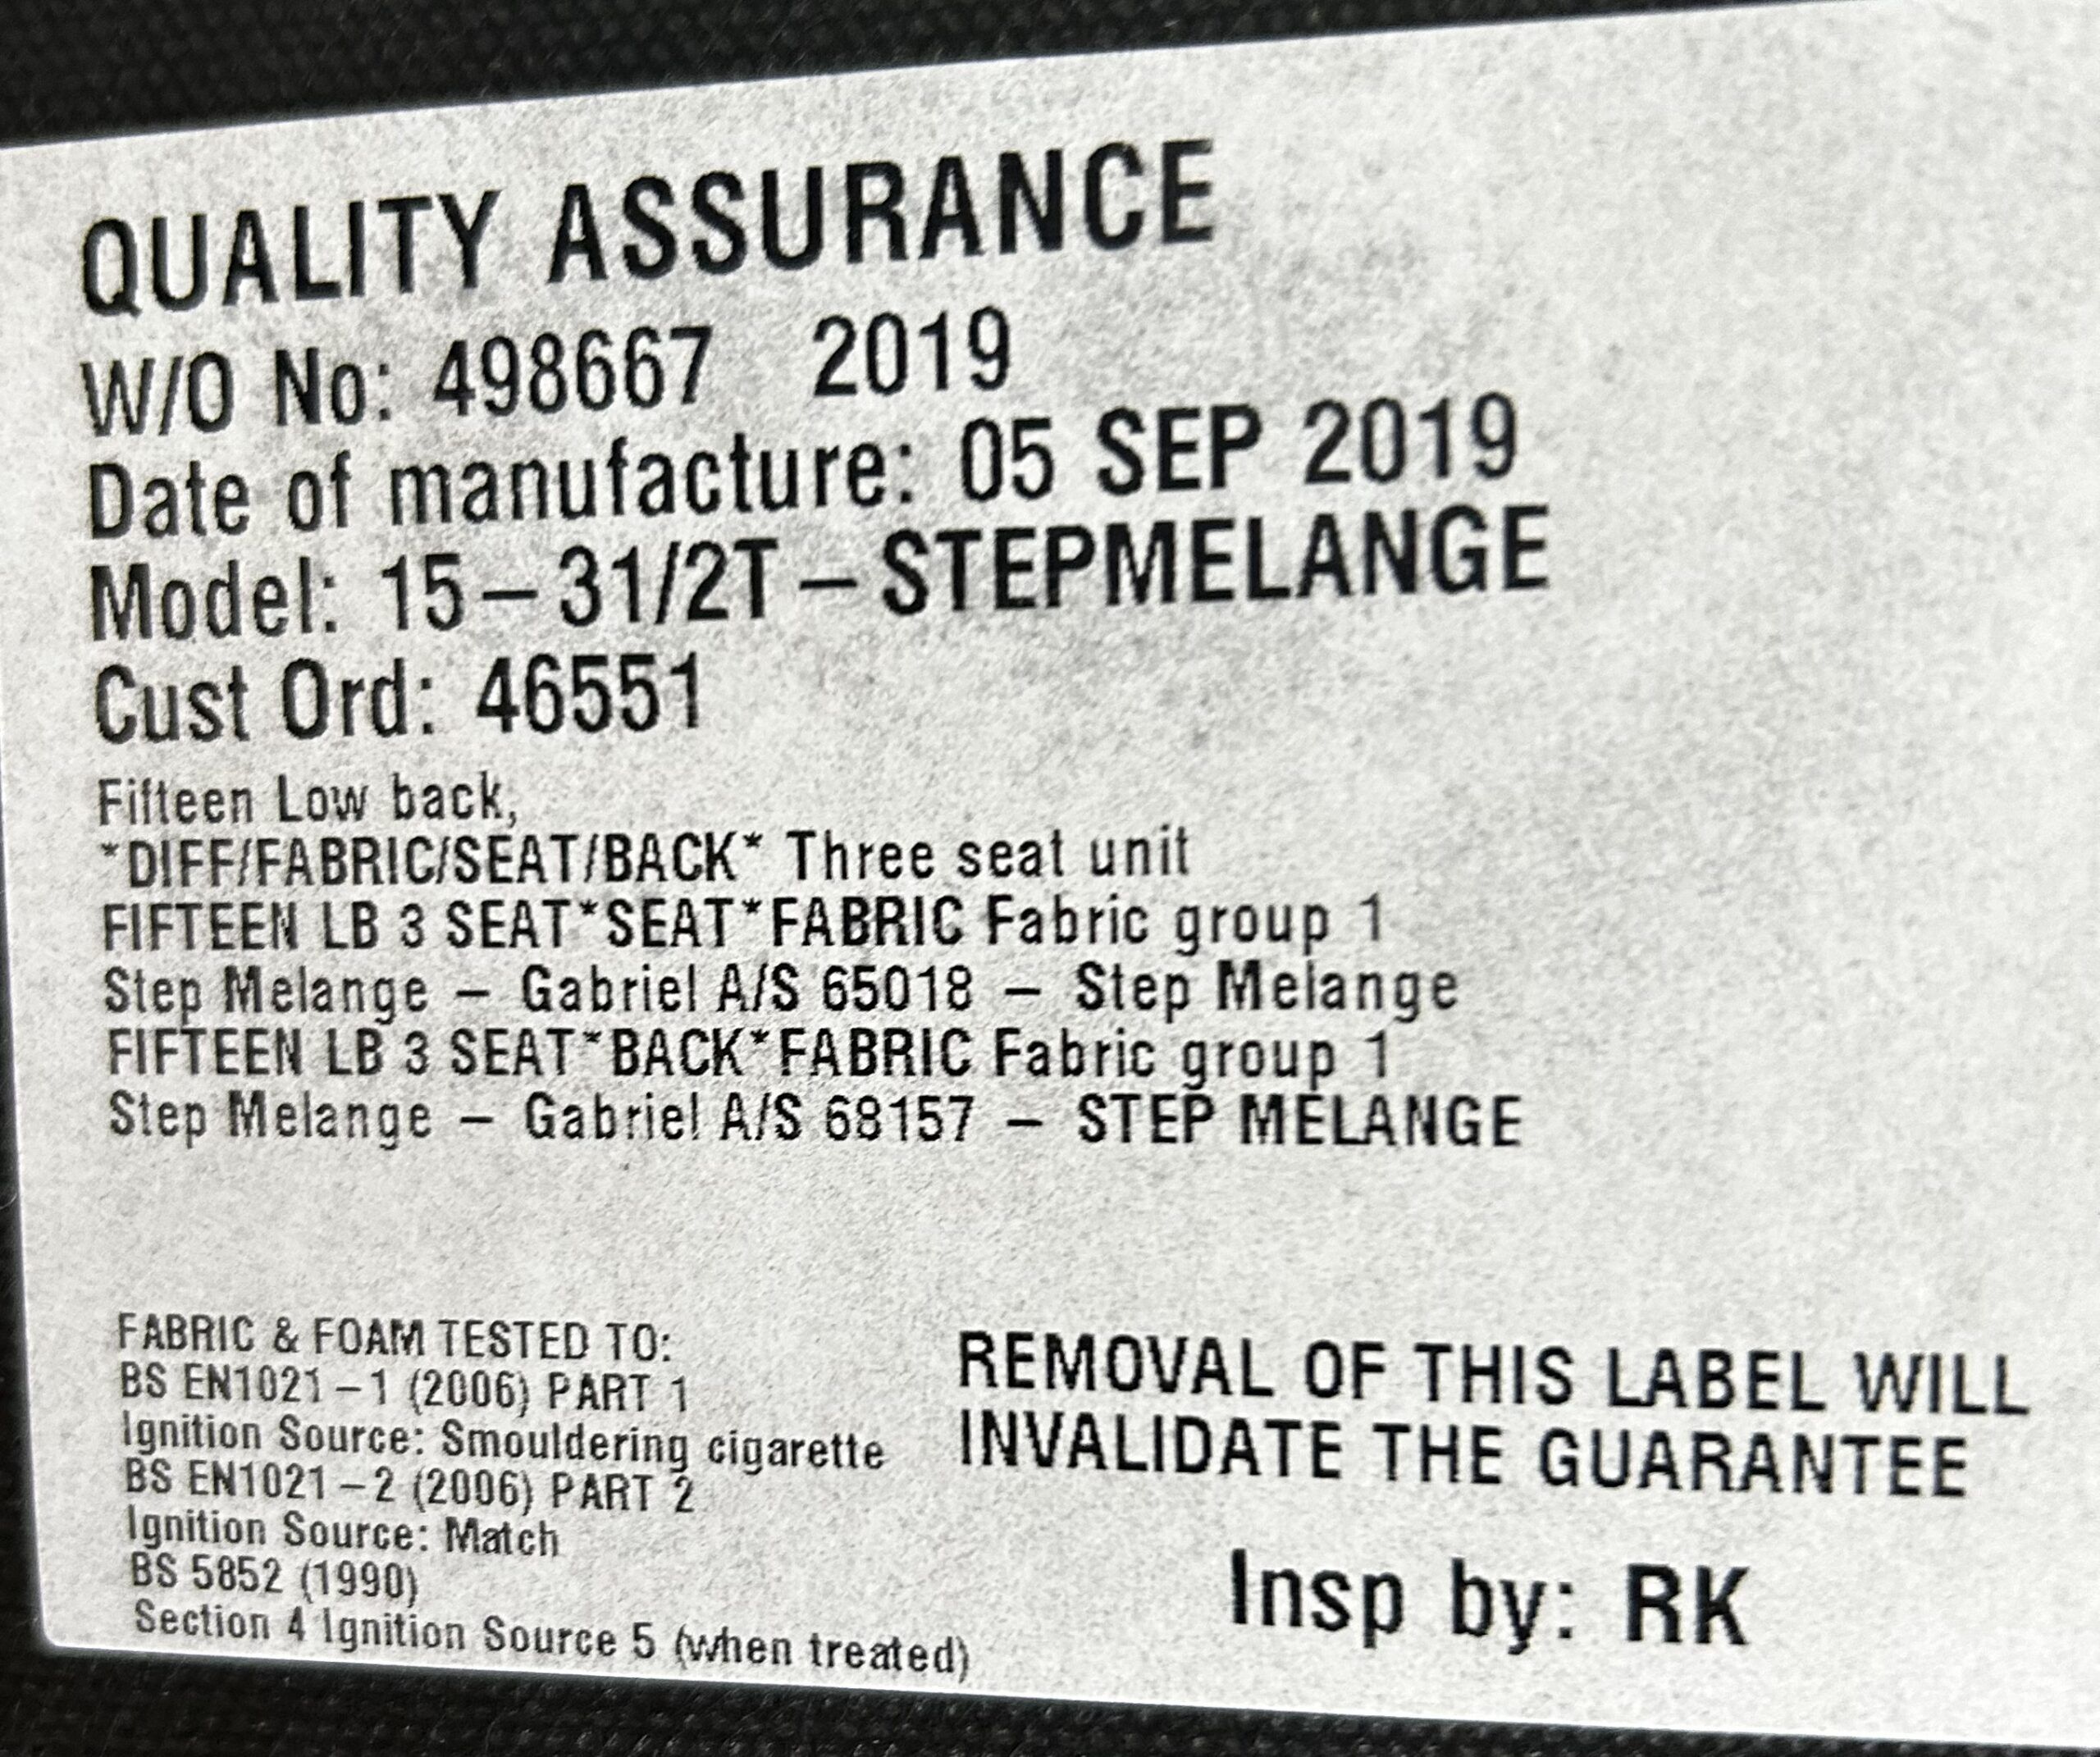 QUALITY ASSURANCE
W/O No: 498667 2019
Date of manufacture: 05 SEP 2019
Model: 15-31/2T-STEPMELANGE
Cust Ord: 46551
Fifteen Low back,
*DIFF/FABRIC/SEAT/BACK* Three seat unit
FIFTEEN LB 3 SEAT*SEAT*FABRIC Fabric group 1
Step Melange - Gabriel A/S 65018 - Step Melange
FIFTEEN LB 3 SEAT*BACK*FABRIC Fabric group 1
Step Melange - Gabriel A/S 68157 - STEP MELANGE
FABRIC & FOAM TESTED TO:
BS EN1021-1 (2006) PART 1
Ignition Source: Smouldering cigarette
BS EN1021-2 (2006) PART 2
Ignition Source: Match
BS 5852 (1990)
Section 4 Ignition Source 5 (when treated)
REMOVAL OF THIS LABEL WILL
INVALIDATE THE GUARANTEE
Insp by: RK